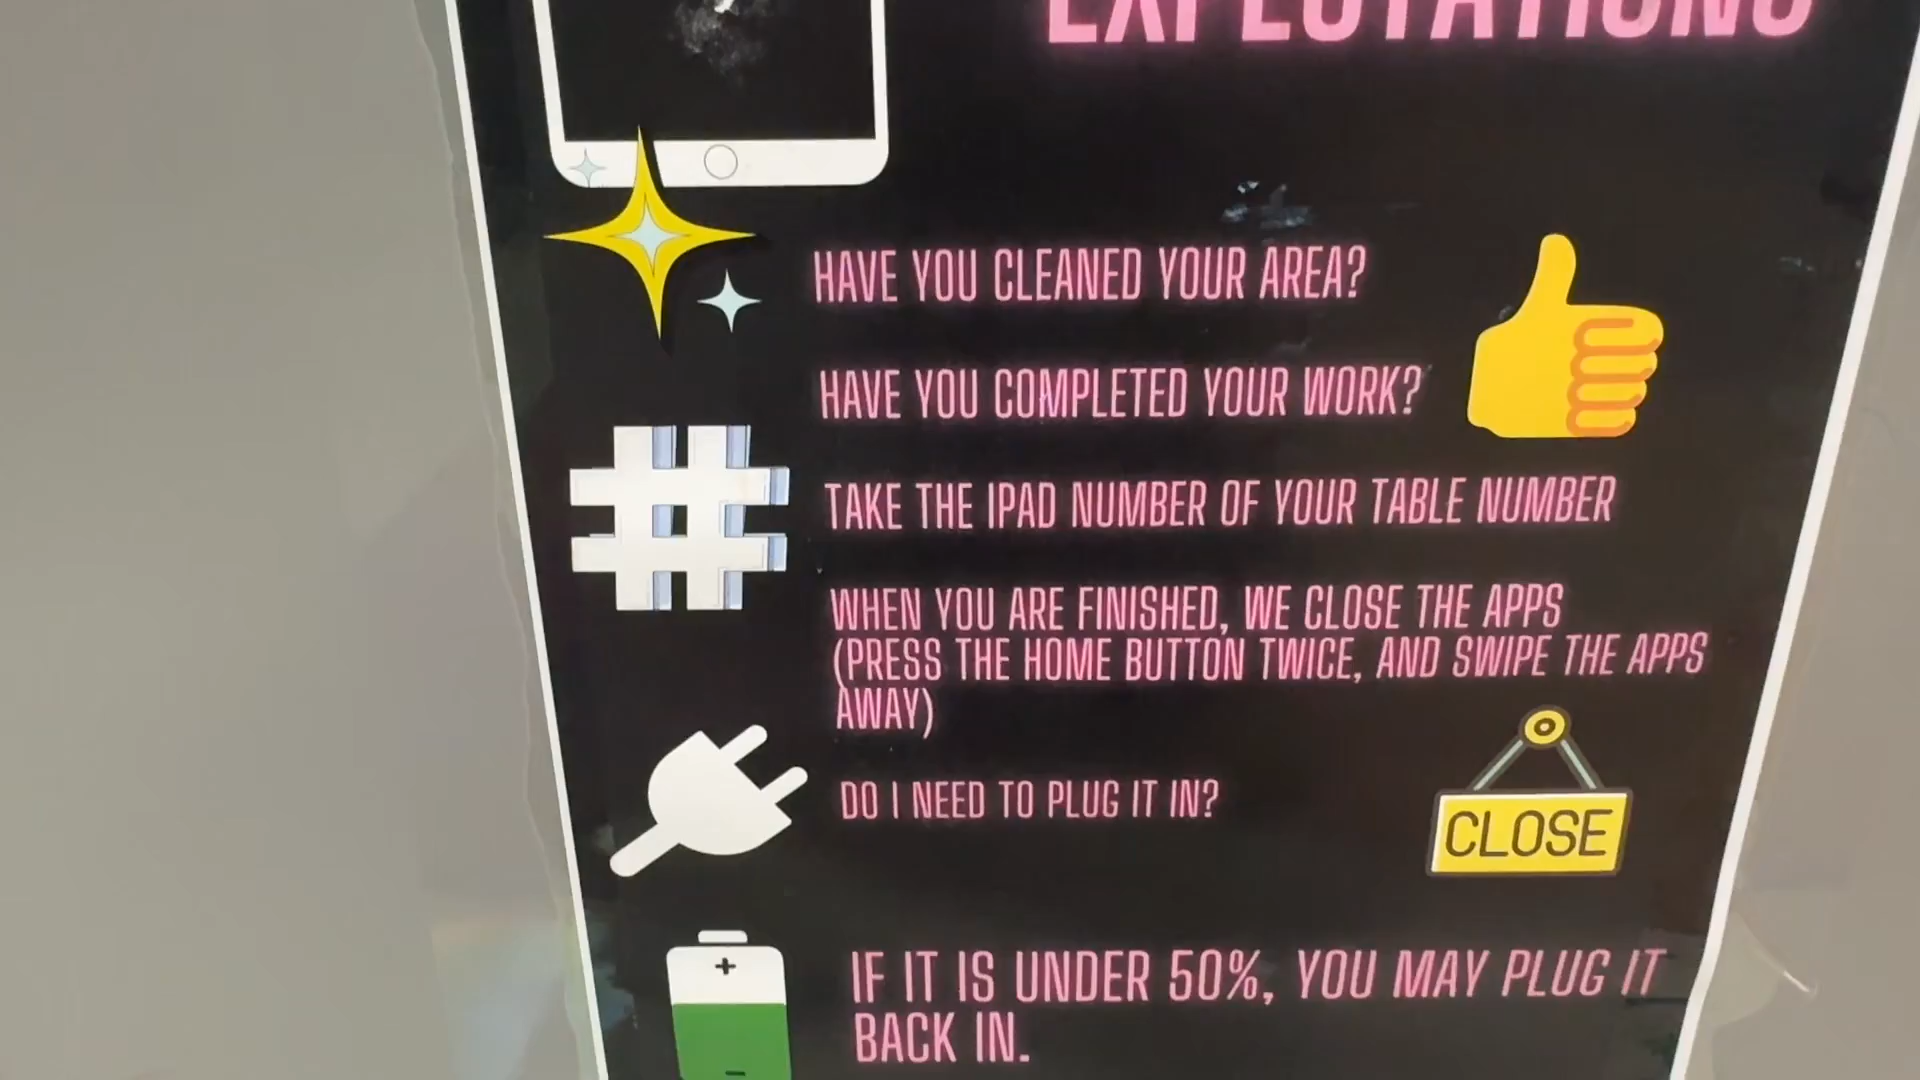 EXPECTATIONS
HAVE YOU CLEANED YOUR AREA?
HAVE YOU COMPLETED YOUR WORK?
TAKE THE IPAD NUMBER OF YOUR TABLE NUMBER
WHEN YOU ARE FINISHED, WE CLOSE THE APPS
(PRESS THE HOME BUTTON TWICE, AND SWIPE THE APPS
AWAY)
DO I NEED TO PLUG IT IN?
CLOSE
IF IT IS UNDER 50%, YOU MAY PLUG IT
BACK IN.